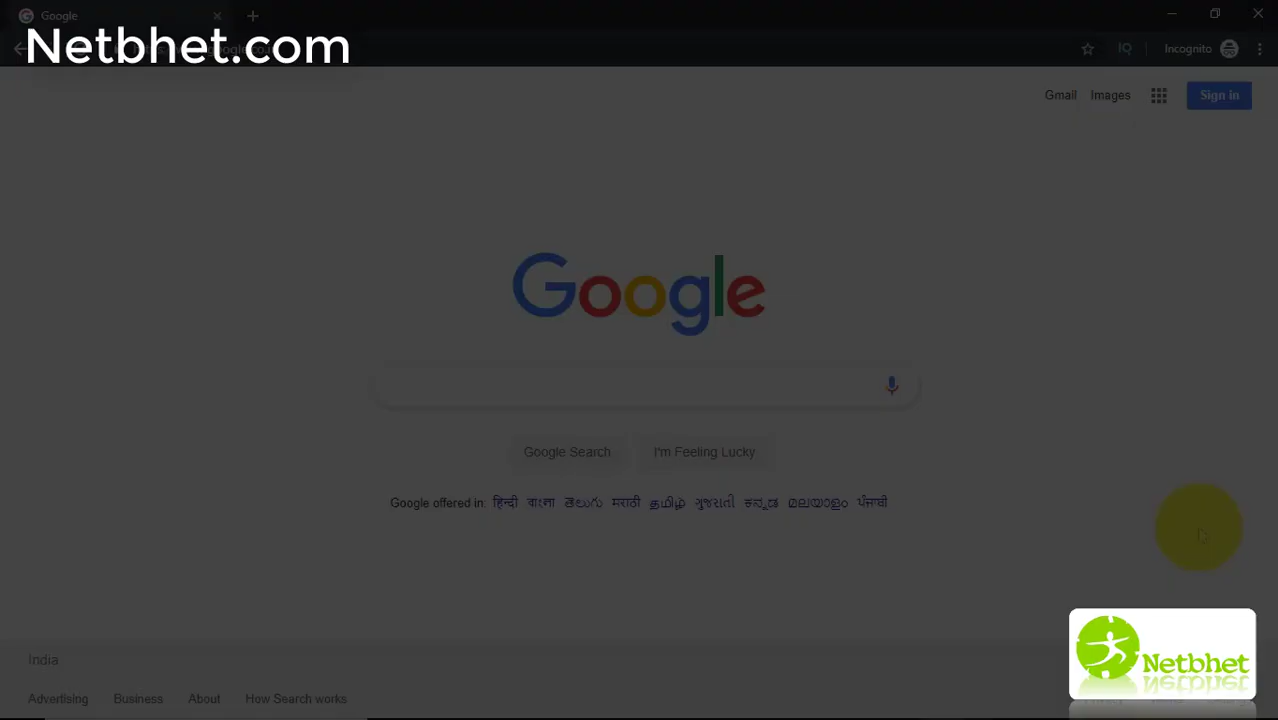 Google
Netbhet.com
Incognito
Gmail Images Sign in
Google
Google Search I'm Feeling Lucky
Google offered in: हिन्दी বাংলা తెలుగు मराठी தமிழ் ગુજરાતી ಕನ್ನಡ മലയാളം ਪੰਜਾਬੀ
India
Netbhet
Advertising Business About How Search works